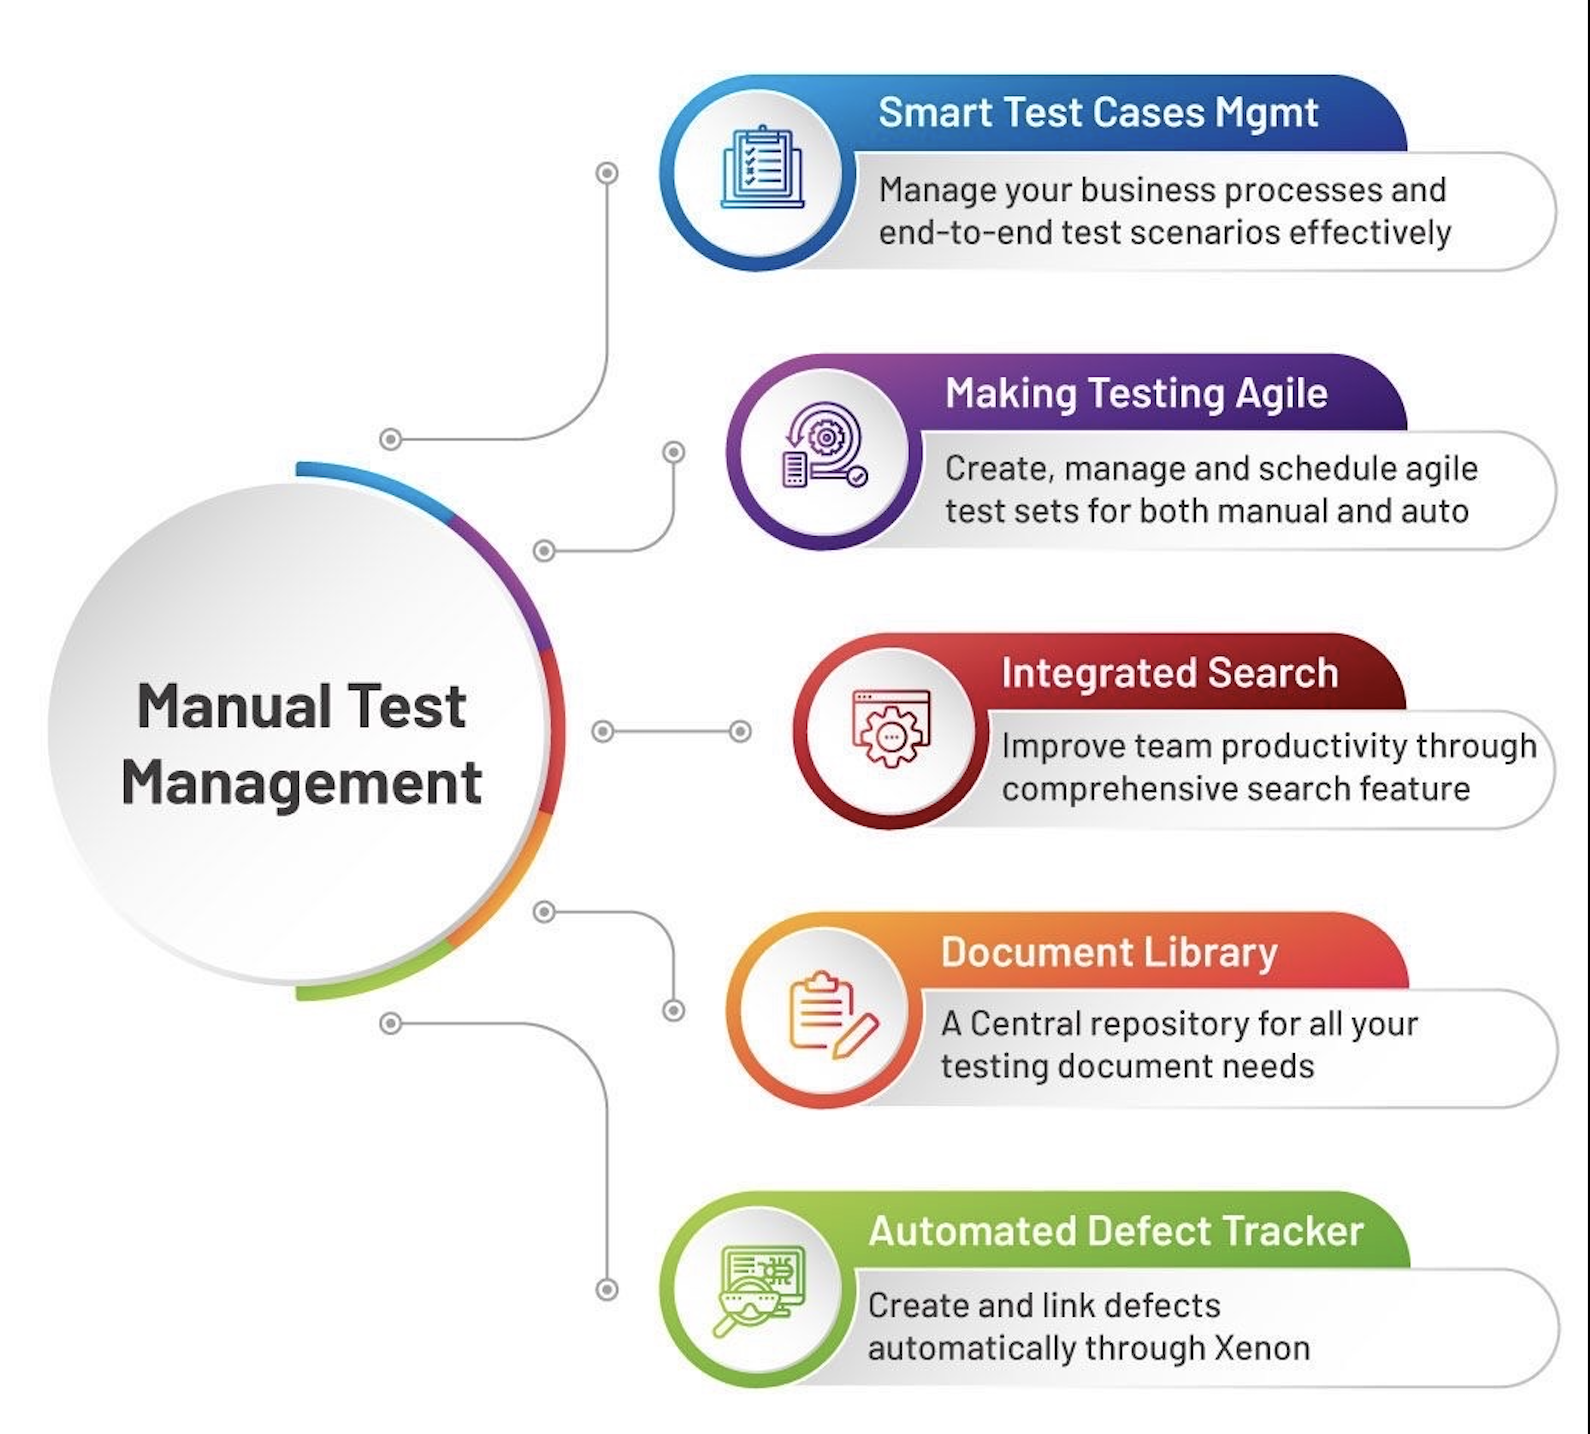 Manual Test
Management
Smart Test Cases Mgmt
Manage your business processes and
end-to-end test scenarios effectively
Making Testing Agile
Create, manage and schedule agile
test sets for both manual and auto
Integrated Search
Improve team productivity through
comprehensive search feature
Document Library
A Central repository for all your
testing document needs
Automated Defect Tracker
Create and link defects
automatically through Xenon